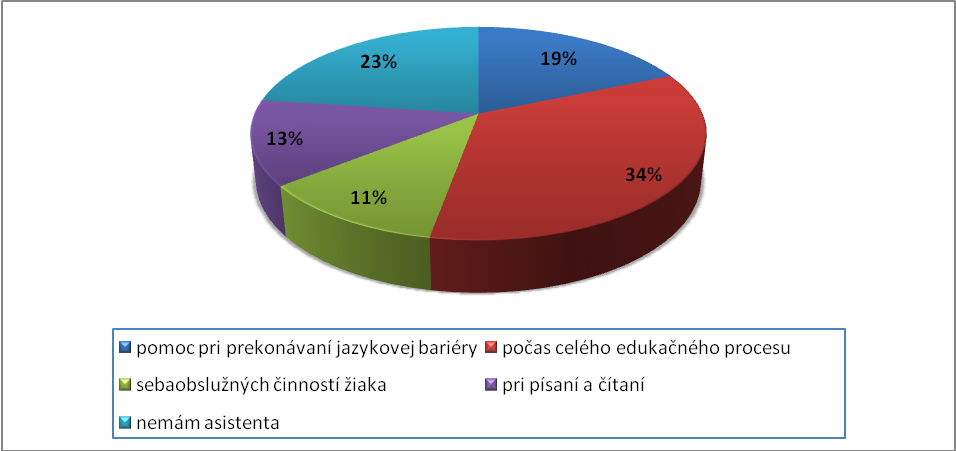 23%
19%
13%
34%
11%
pomoc pri prekonávaní jazykovej bariéry
počas celého edukačného procesu
sebaobslužných činností žiaka
pri písaní a čítaní
nemám asistenta